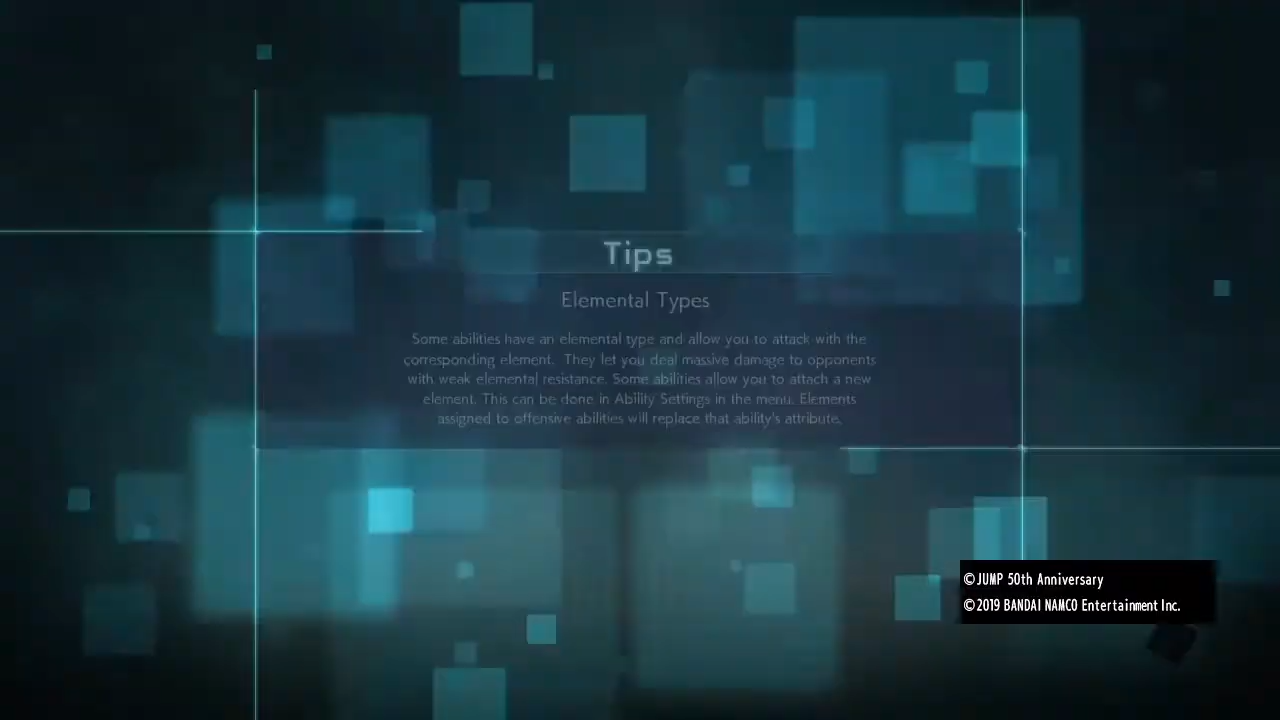 Tips
Elemental Types
Some abilities have an elemental type and allow you to attack with the
corresponding element.  They let you deal massive damage to opponents
with weak elemental resistance. Some abilities allow you to attach a new
element. This can be done in Ability Settings in the menu. Elements
assigned to offensive abilities will replace that ability's attribute.
©JUMP 50th Anniversary
©2019 BANDAI NAMCO Entertainment Inc.